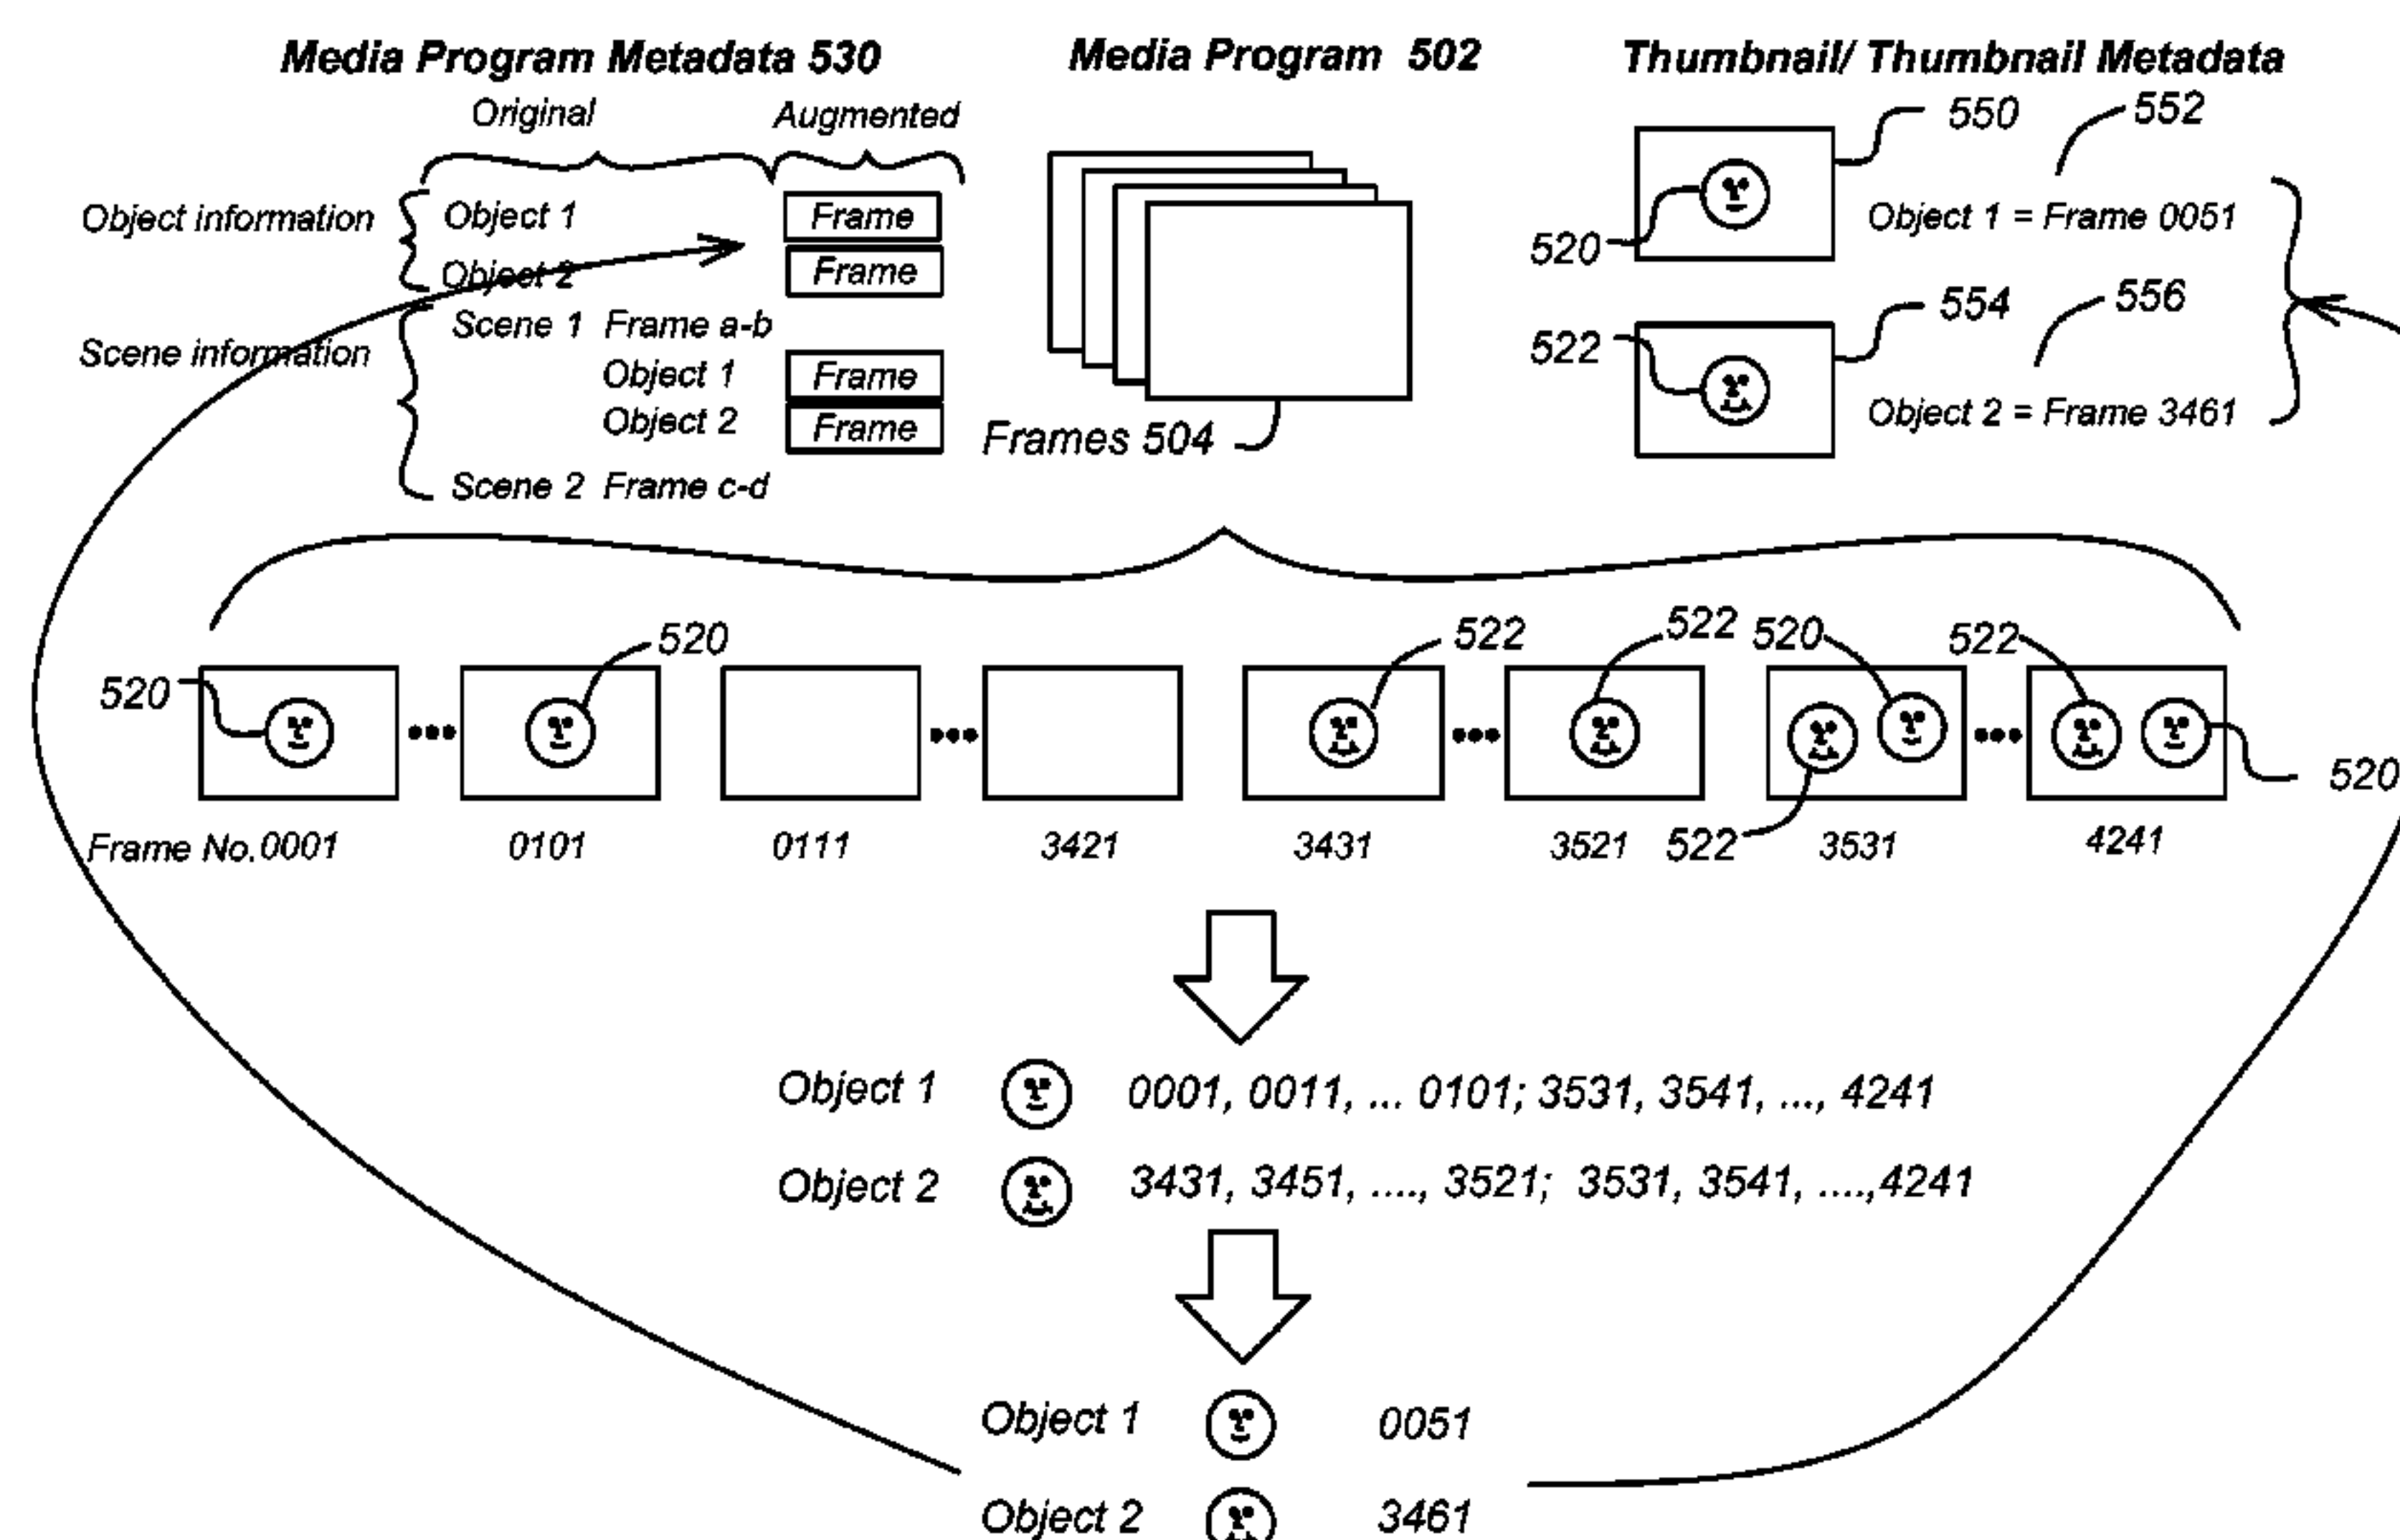 Media Program Metadata 530
Original
Augmented
Object information
Object 1
Frame
Object 2
Frame
Scene information
Scene 1 Frame a-b
Object 1
Frame
Object 2
Frame
Scene 2 Frame c-d
Media Program 502
Frames 504
Thumbnail/ Thumbnail Metadata
550
552
520
Object 1 = Frame 0051
554
556
522
Object 2 = Frame 3461
520
520
522
522
520
522
520
522
Frame No.0001
0101
0111
3421
3431
3521
3531
4241
Object 1
0001, 0011, ... 0101; 3531, 3541, ..., 4241
Object 2
3431, 3451, ...., 3521; 3531, 3541, ....,4241
Object 1
0051
Object 2
3461